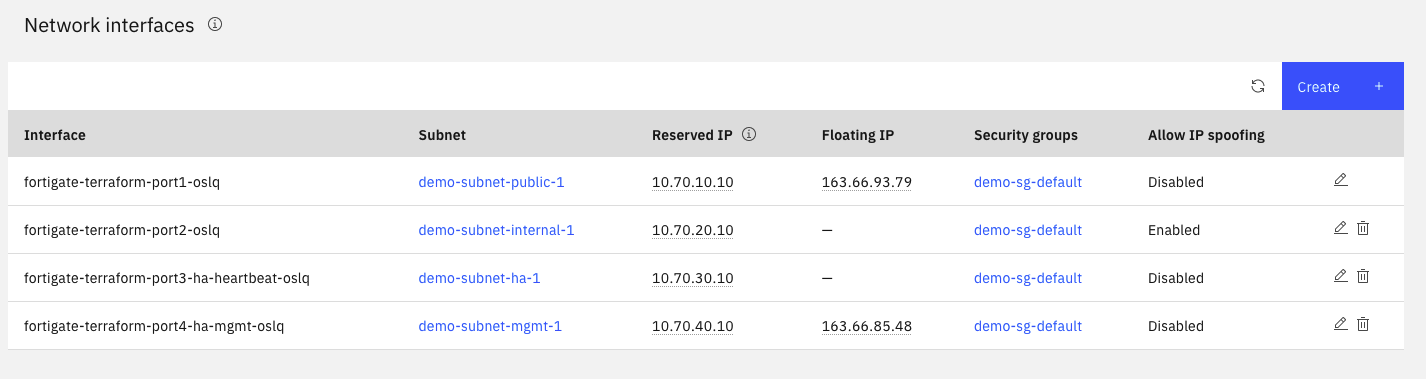 Network interfaces
Create +
Interface Subnet Reserved IP Floating IP Security groups Allow IP spoofing
fortigate-terraform-port1-oslq demo-subnet-public-1 10.70.10.10 163.66.93.79 demo-sg-default Disabled
fortigate-terraform-port2-oslq demo-subnet-internal-1 10.70.20.10 – demo-sg-default Enabled
fortigate-terraform-port3-ha-heartbeat-oslq demo-subnet-ha-1 10.70.30.10 – demo-sg-default Disabled
fortigate-terraform-port4-ha-mgmt-oslq demo-subnet-mgmt-1 10.70.40.10 163.66.85.48 demo-sg-default Disabled